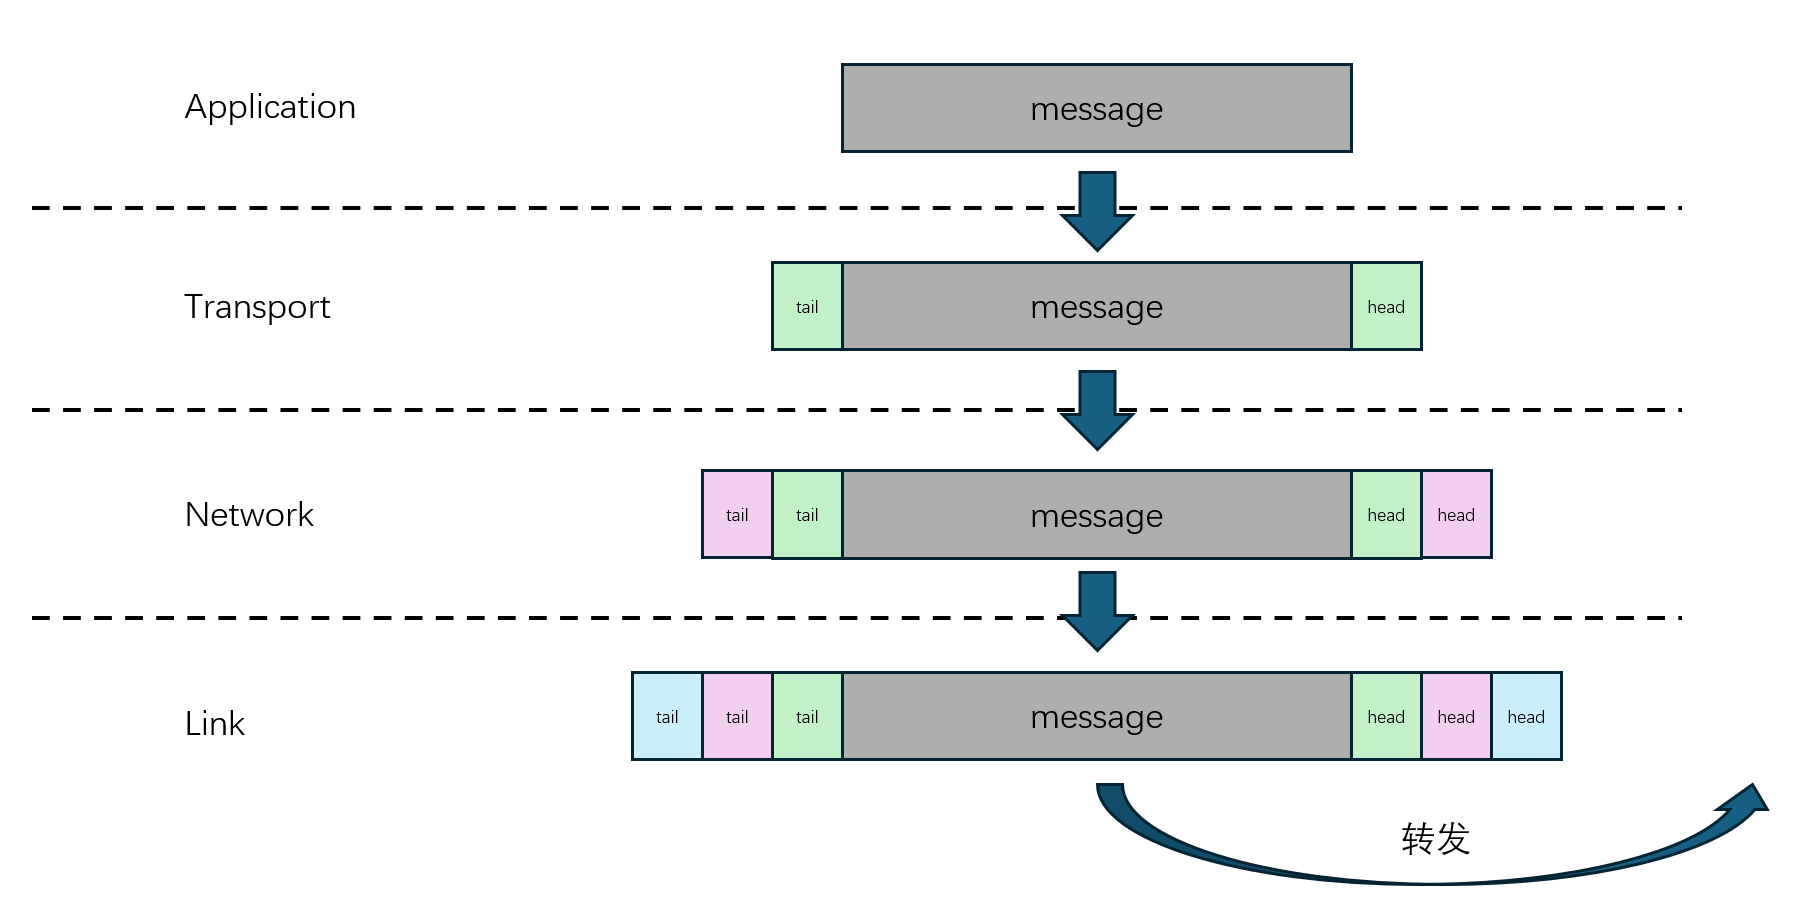 Application
message
Transport
tail
message
head
Network
tail
tail
message
head
head
Link
tail
tail
tail
message
head
head
head
转发